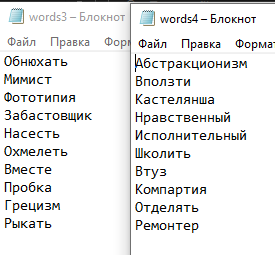 words3 – Блокнот
Файл Правка Форма
Обнюхать
Мимист
Фототипия
Забастовщик
Насесть
Охмелеть
Вместе
Пробка
Грецизм
Рыкать
words4 – Блокнот
Файл Правка Формат
Абстракционизм
Вползти
Кастелянша
Нравственный
Исполнительный
Школить
Втуз
Компартия
Отделять
Ремонтер